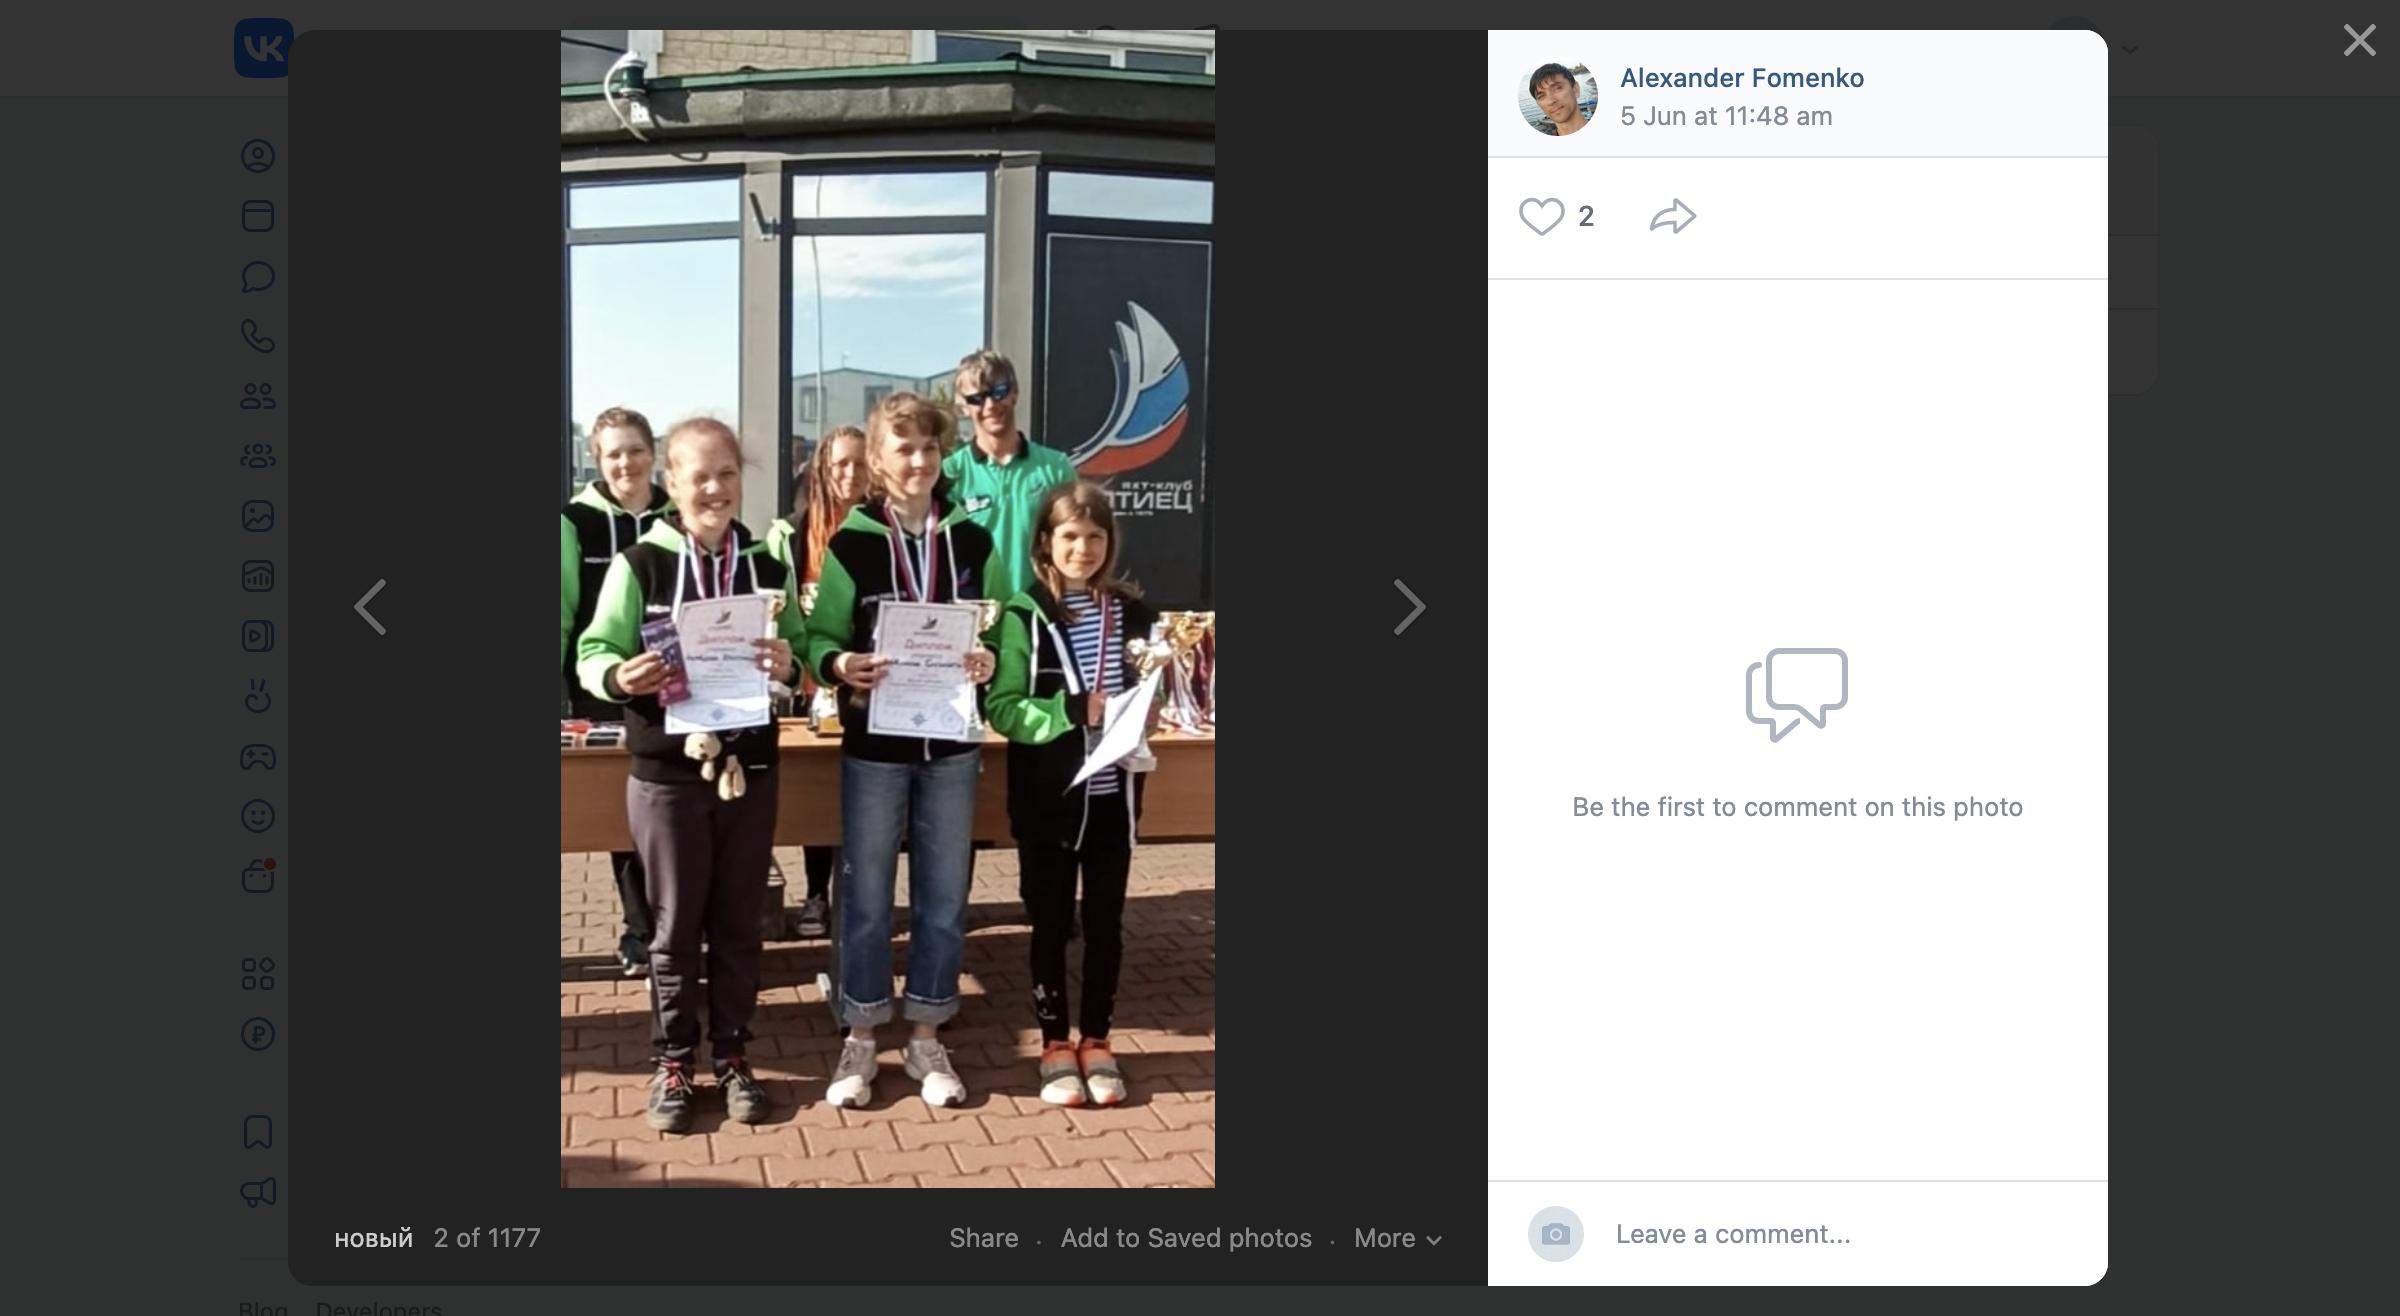 VK
Alexander Fomenko
5 Jun at 11:48 am
2
яхт-клуб
ТИЕЦ
Диплом
Диплом
Be the first to comment on this photo
Leave a comment...
новый 2 of 1177
Share · Add to Saved photos · More
Blog Developers